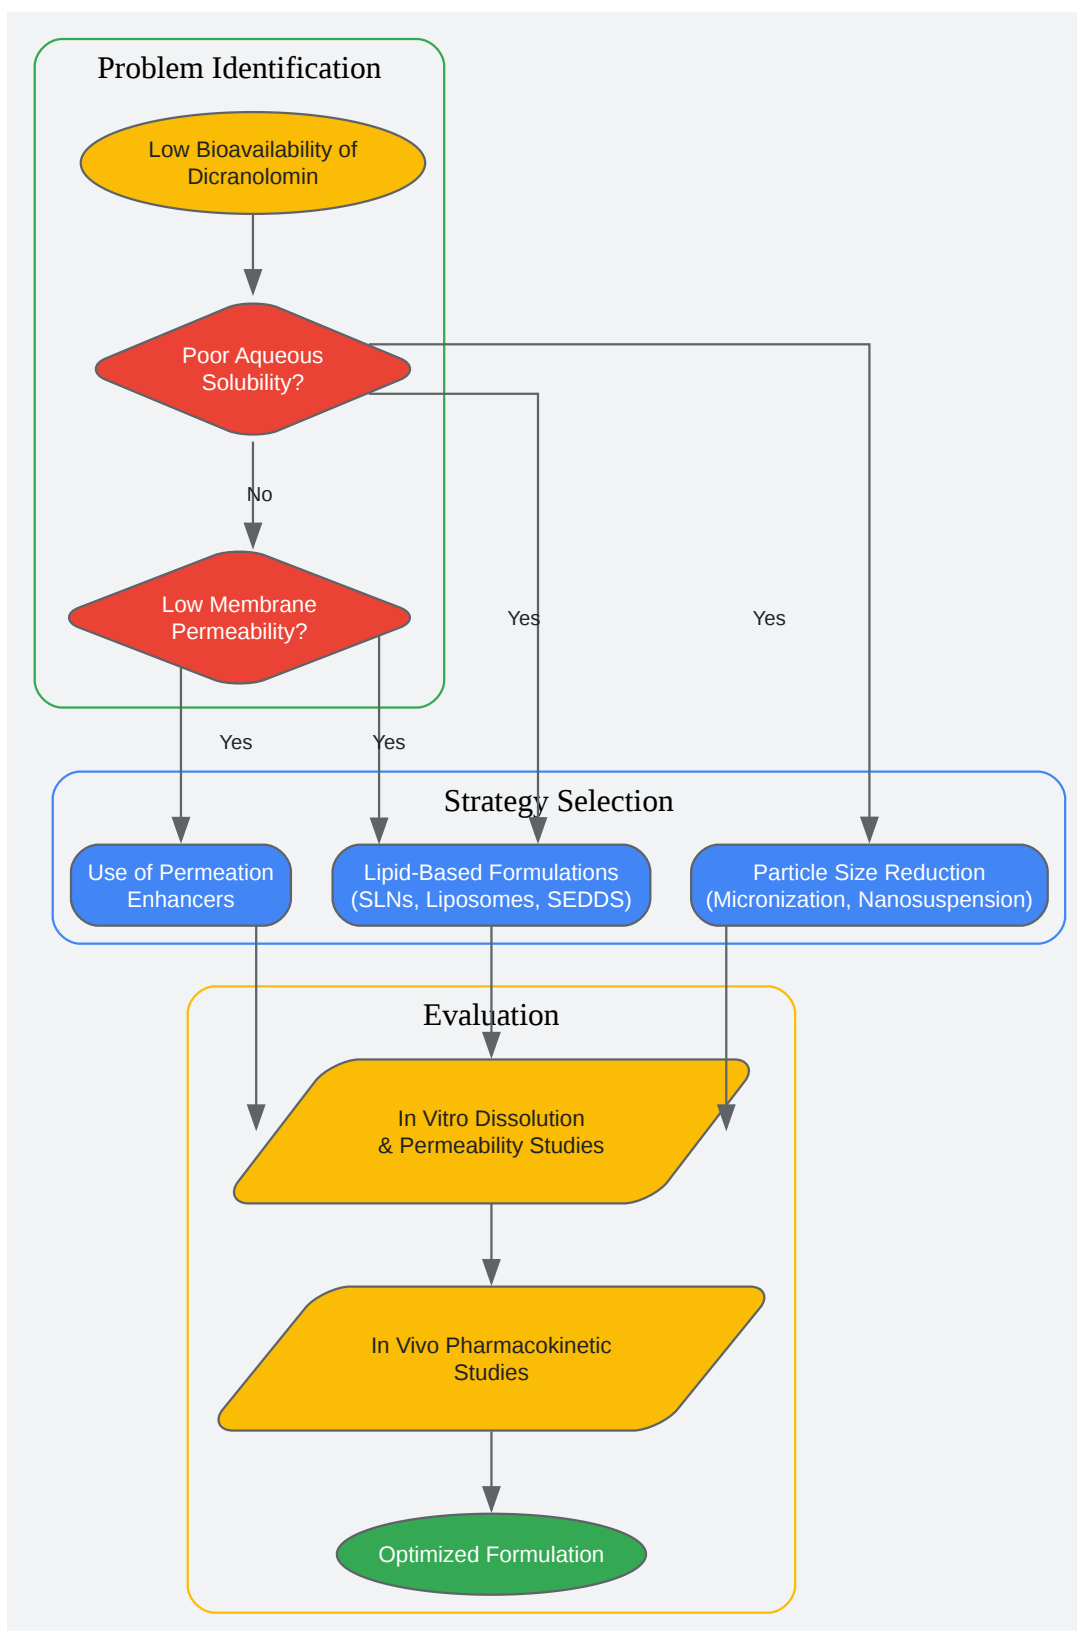 Problem Identification
Low Bioavailability of
Dicranolomin
Poor Aqueous
Solubility?
No
Low Membrane
Permeability?
Yes
Yes
Yes
Yes
Strategy Selection
Use of Permeation
Enhancers
Lipid-Based Formulations
(SLNs, Liposomes, SEDDS)
Particle Size Reduction
(Micronization, Nanosuspension)
Evaluation
In Vitro Dissolution
& Permeability Studies
In Vivo Pharmacokinetic
Studies
Optimized Formulation